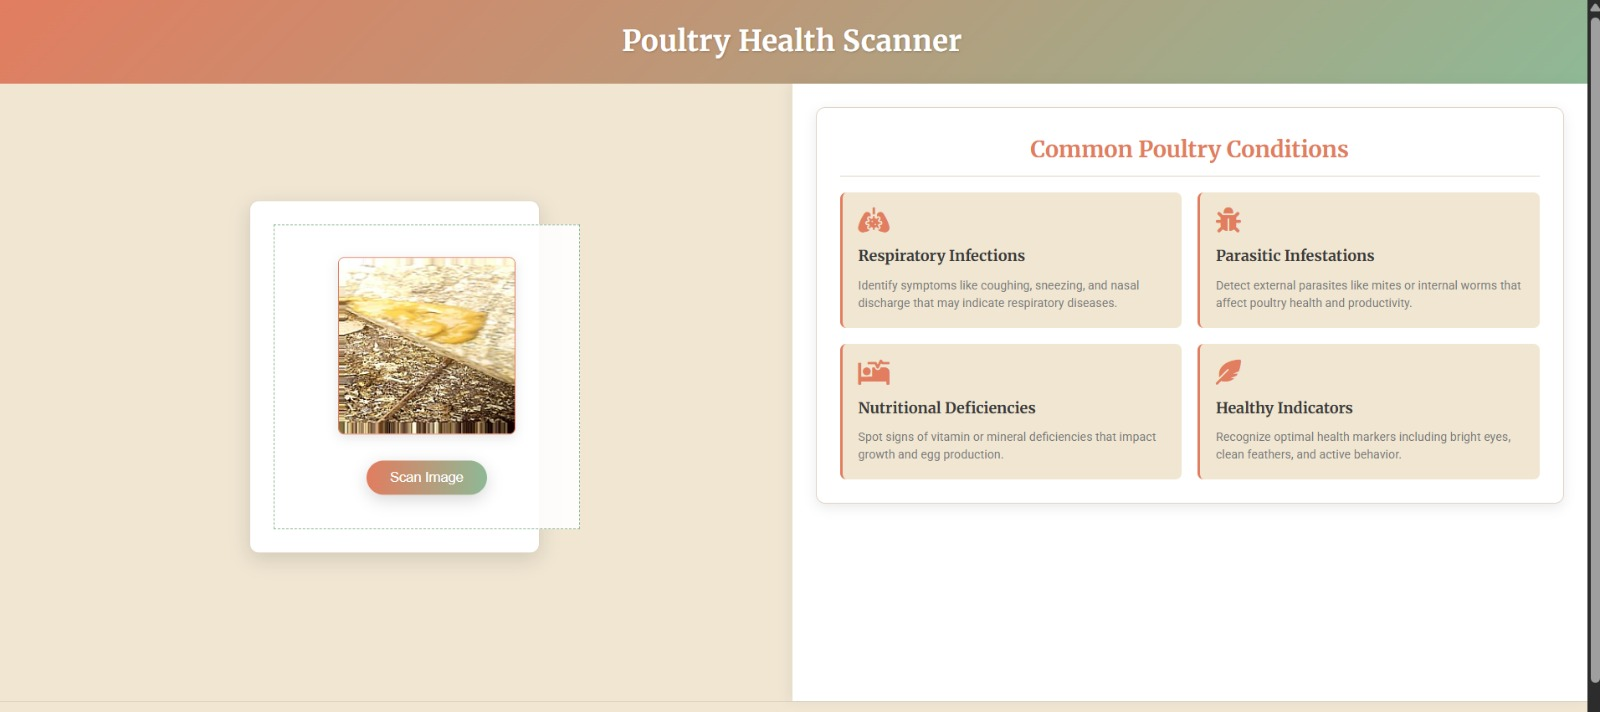 Poultry Health Scanner
Scan Image
Common Poultry Conditions
Respiratory Infections
Identify symptoms like coughing, sneezing, and nasal
discharge that may indicate respiratory diseases.
Parasitic Infestations
Detect external parasites like mites or internal worms that
affect poultry health and productivity.
Nutritional Deficiencies
Spot signs of vitamin or mineral deficiencies that impact
growth and egg production.
Healthy Indicators
Recognize optimal health markers including bright eyes,
clean feathers, and active behavior.